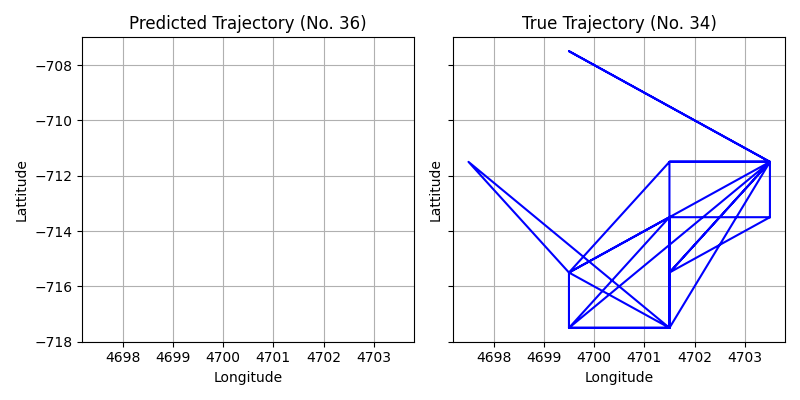 Predicted Trajectory (No. 36)
−708
−710
−712
−714
−716
−718
Lattitude
4698 4699 4700 4701 4702 4703
Longitude
True Trajectory (No. 34)
Lattitude
4698 4699 4700 4701 4702 4703
Longitude